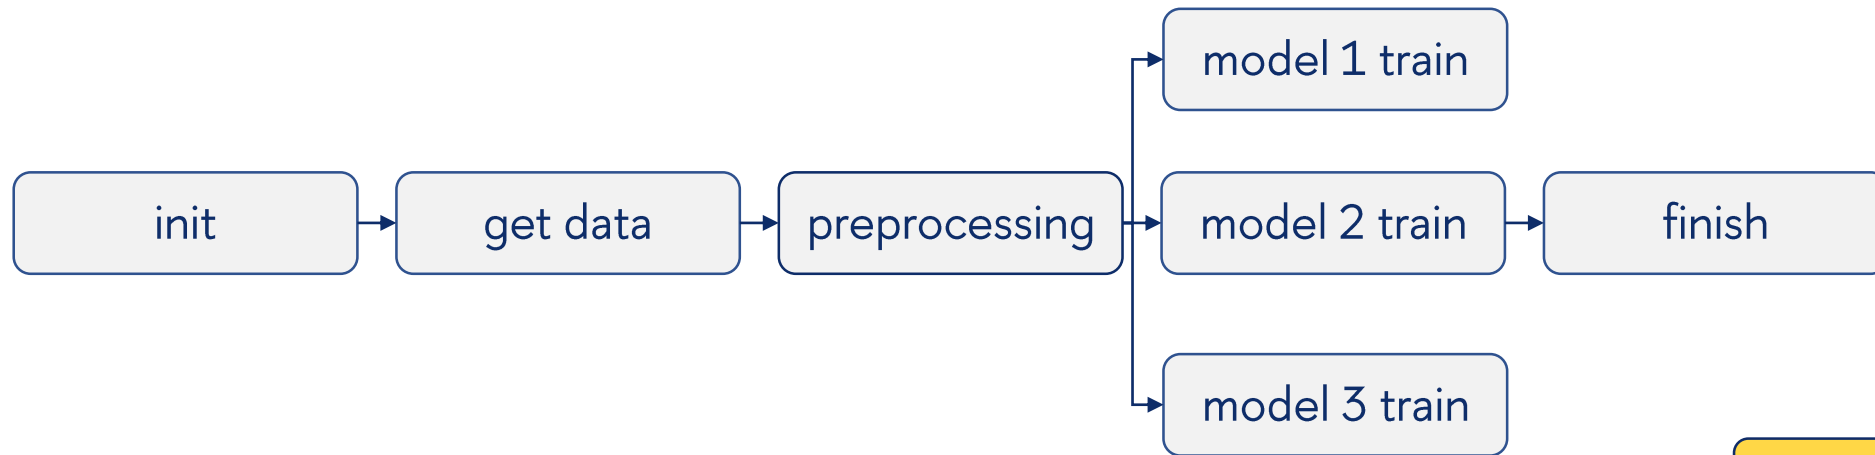 model 1 train
init
get data
preprocessing
model 2 train
finish
model 3 train